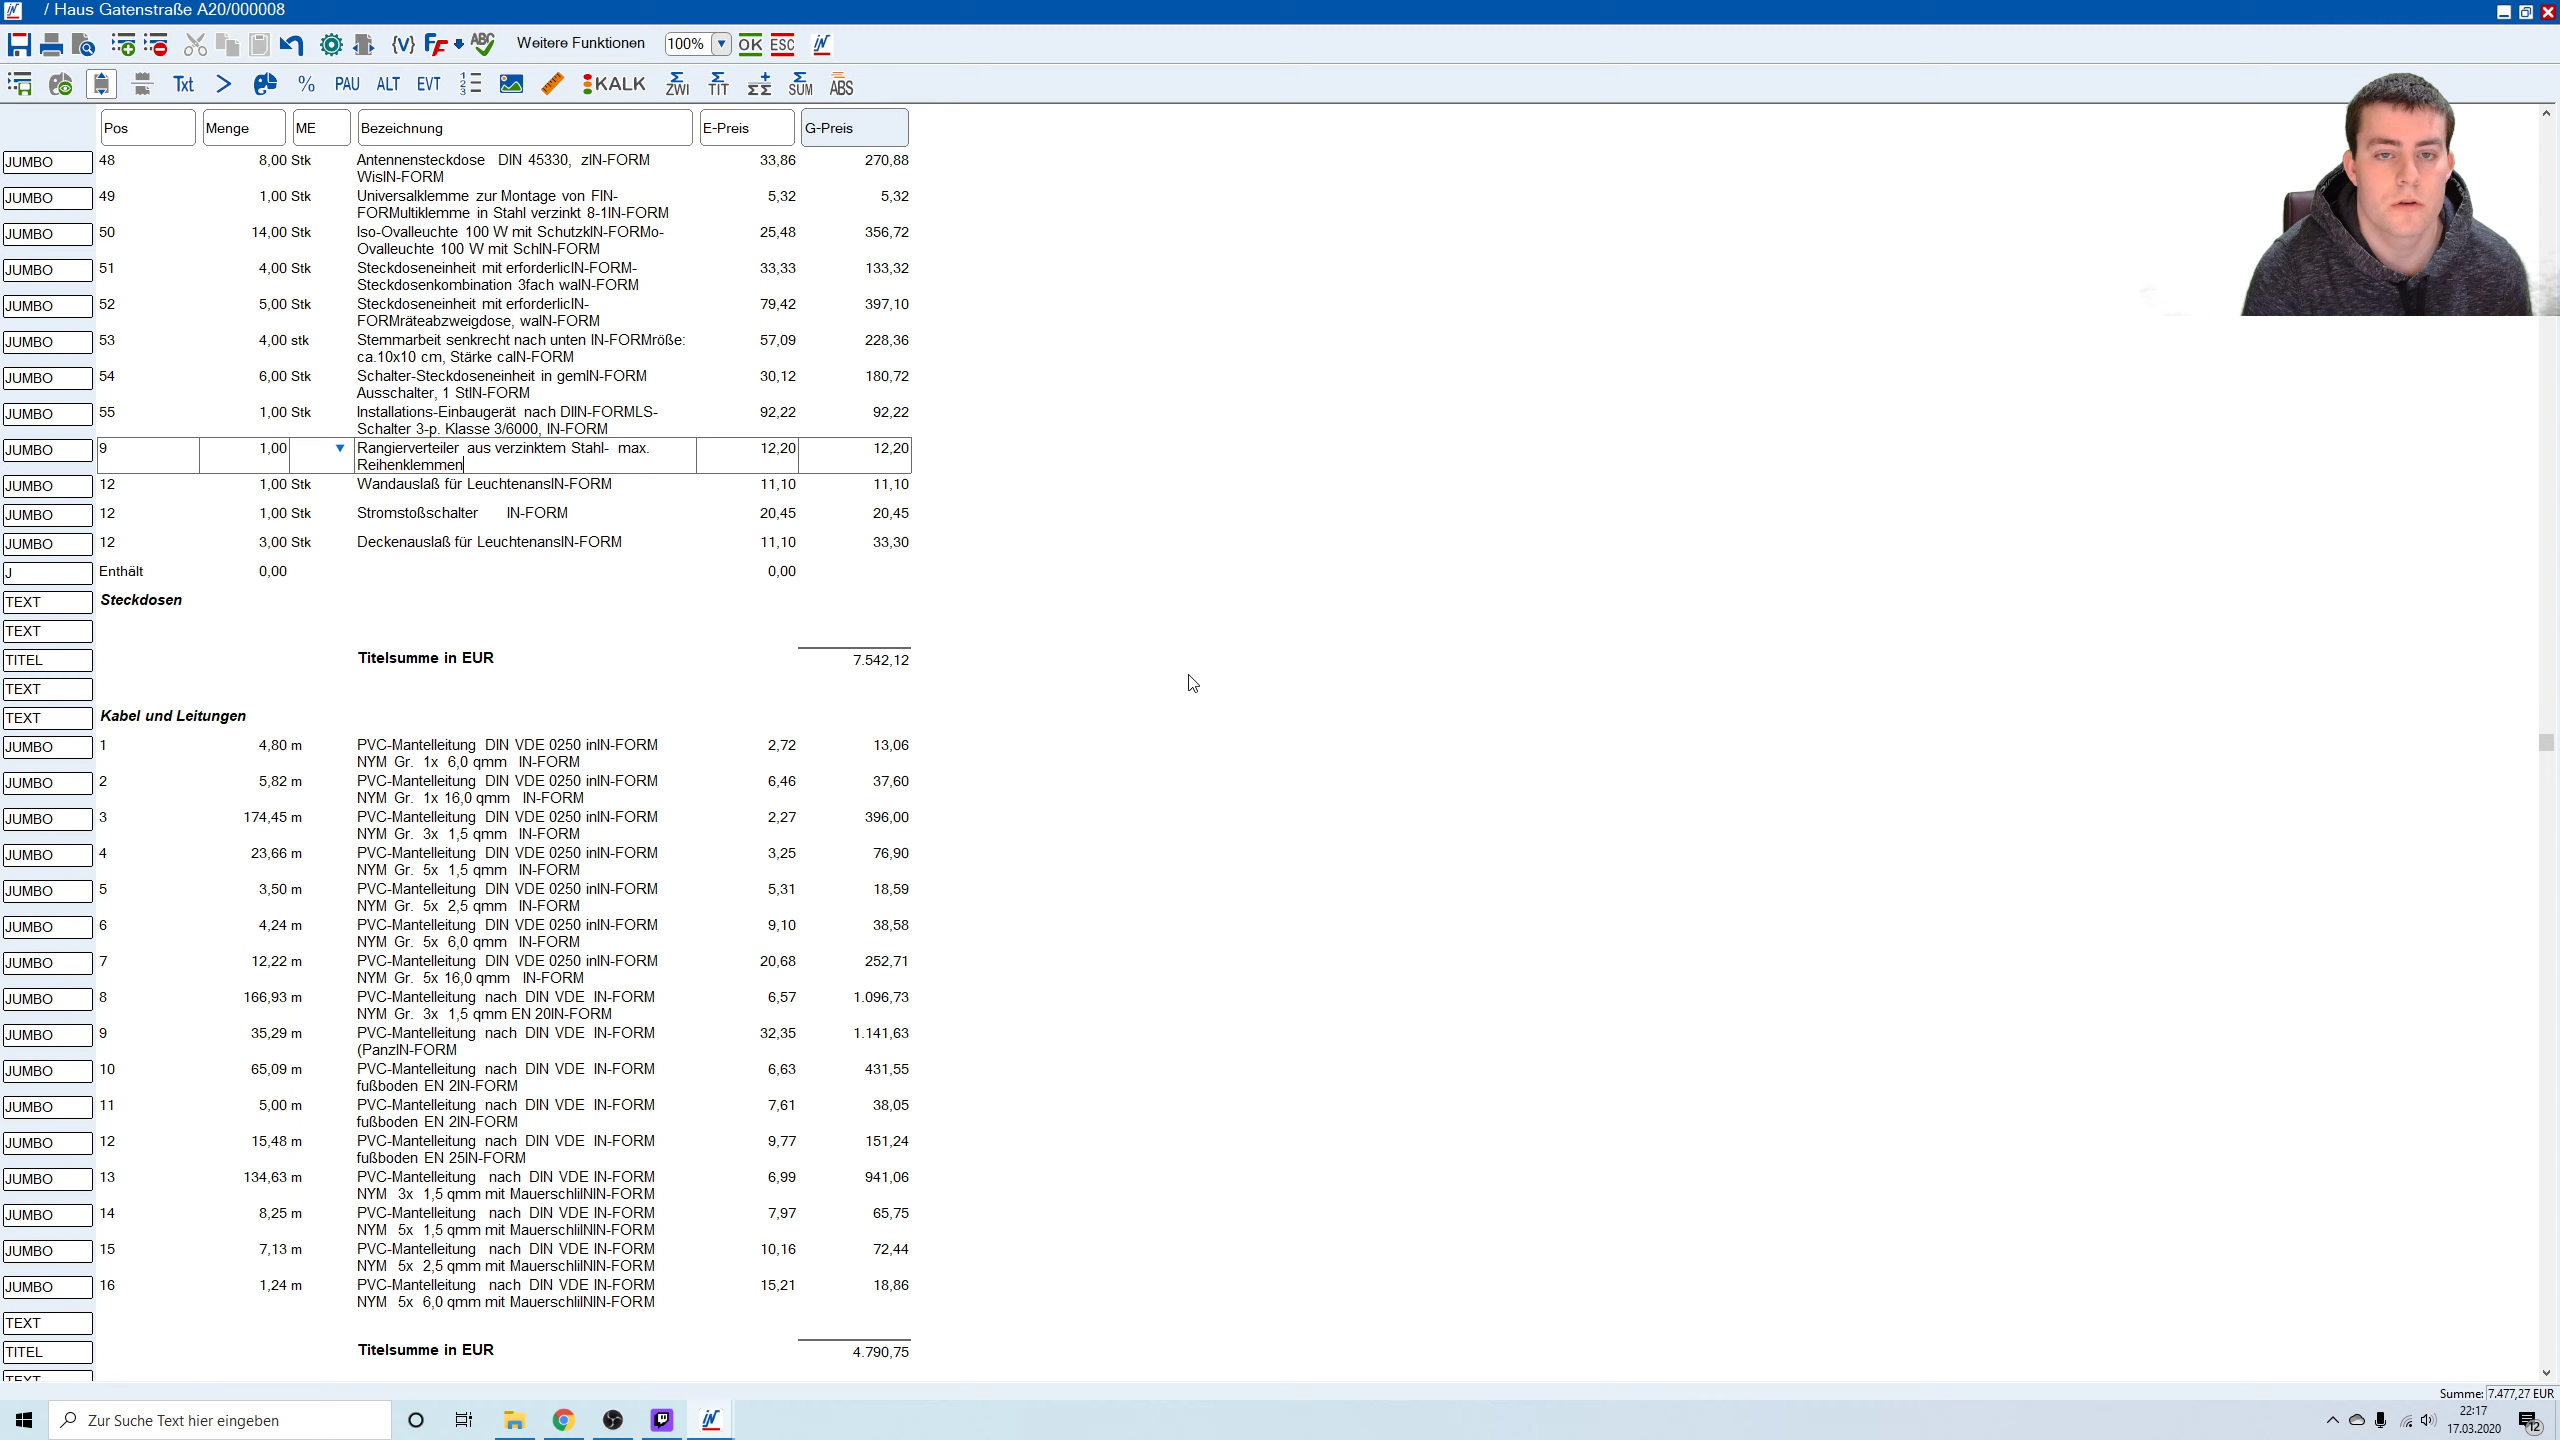 / Haus Gatenstraße A20/000008
{V} FF ABC Weitere Funktionen 100% OK ESC
Txt > % PAU ALT EVT KALK ZWI TIT ΣΣ SUM ABS
Pos Menge ME Bezeichnung E-Preis G-Preis
JUMBO 48 8,00 Stk Antennensteckdose DIN 45330, zIN-FORM 33,86 270,88
WisIN-FORM
JUMBO 49 1,00 Stk Universalklemme zur Montage von FIN- 5,32 5,32
FORMultiklemme in Stahl verzinkt 8-1IN-FORM
JUMBO 50 14,00 Stk Iso-Ovalleuchte 100 W mit SchutzkIN-FORMo- 25,48 356,72
Ovalleuchte 100 W mit SchIN-FORM
JUMBO 51 4,00 Stk Steckdoseneinheit mit erforderlicIN-FORM- 33,33 133,32
Steckdosenkombination 3fach waIN-FORM
JUMBO 52 5,00 Stk Steckdoseneinheit mit erforderlicIN- 79,42 397,10
FORMräteabzweigdose, waIN-FORM
JUMBO 53 4,00 stk Stemmarbeit senkrecht nach unten IN-FORMröße: 57,09 228,36
ca.10x10 cm, Stärke caIN-FORM
JUMBO 54 6,00 Stk Schalter-Steckdoseneinheit in gemIN-FORM 30,12 180,72
Ausschalter, 1 StIN-FORM
JUMBO 55 1,00 Stk Installations-Einbaugerät nach DIIN-FORMLS- 92,22 92,22
Schalter 3-p. Klasse 3/6000, IN-FORM
JUMBO 9 1,00 Rangierverteiler aus verzinktem Stahl- max. 12,20 12,20
Reihenklemmen
JUMBO 12 1,00 Stk Wandauslaß für LeuchtenansIN-FORM 11,10 11,10
JUMBO 12 1,00 Stk Stromstoßschalter IN-FORM 20,45 20,45
JUMBO 12 3,00 Stk Deckenauslaß für LeuchtenansIN-FORM 11,10 33,30
J Enthält 0,00 0,00
TEXT Steckdosen
TEXT
TITEL Titelsumme in EUR 7.542,12
TEXT
TEXT Kabel und Leitungen
JUMBO 1 4,80 m PVC-Mantelleitung DIN VDE 0250 inIN-FORM 2,72 13,06
NYM Gr. 1x 6,0 qmm IN-FORM
JUMBO 2 5,82 m PVC-Mantelleitung DIN VDE 0250 inIN-FORM 6,46 37,60
NYM Gr. 1x 16,0 qmm IN-FORM
JUMBO 3 174,45 m PVC-Mantelleitung DIN VDE 0250 inIN-FORM 2,27 396,00
NYM Gr. 3x 1,5 qmm IN-FORM
JUMBO 4 23,66 m PVC-Mantelleitung DIN VDE 0250 inIN-FORM 3,25 76,90
NYM Gr. 5x 1,5 qmm IN-FORM
JUMBO 5 3,50 m PVC-Mantelleitung DIN VDE 0250 inIN-FORM 5,31 18,59
NYM Gr. 5x 2,5 qmm IN-FORM
JUMBO 6 4,24 m PVC-Mantelleitung DIN VDE 0250 inIN-FORM 9,10 38,58
NYM Gr. 5x 6,0 qmm IN-FORM
JUMBO 7 12,22 m PVC-Mantelleitung DIN VDE 0250 inIN-FORM 20,68 252,71
NYM Gr. 5x 16,0 qmm IN-FORM
JUMBO 8 166,93 m PVC-Mantelleitung nach DIN VDE IN-FORM 6,57 1.096,73
NYM Gr. 3x 1,5 qmm EN 20IN-FORM
JUMBO 9 35,29 m PVC-Mantelleitung nach DIN VDE IN-FORM 32,35 1.141,63
(PanzIN-FORM
JUMBO 10 65,09 m PVC-Mantelleitung nach DIN VDE IN-FORM 6,63 431,55
fußboden EN 2IN-FORM
JUMBO 11 5,00 m PVC-Mantelleitung nach DIN VDE IN-FORM 7,61 38,05
fußboden EN 2IN-FORM
JUMBO 12 15,48 m PVC-Mantelleitung nach DIN VDE IN-FORM 9,77 151,24
fußboden EN 25IN-FORM
JUMBO 13 134,63 m PVC-Mantelleitung nach DIN VDE IN-FORM 6,99 941,06
NYM 3x 1,5 qmm mit MauerschliININ-FORM
JUMBO 14 8,25 m PVC-Mantelleitung nach DIN VDE IN-FORM 7,97 65,75
NYM 5x 1,5 qmm mit MauerschliININ-FORM
JUMBO 15 7,13 m PVC-Mantelleitung nach DIN VDE IN-FORM 10,16 72,44
NYM 5x 2,5 qmm mit MauerschliININ-FORM
JUMBO 16 1,24 m PVC-Mantelleitung nach DIN VDE IN-FORM 15,21 18,86
NYM 5x 6,0 qmm mit MauerschliININ-FORM
TEXT
TITEL Titelsumme in EUR 4.790,75
TEXT
Summe: 7.477,27 EUR
Zur Suche Text hier eingeben
22:17
17.03.2020
12